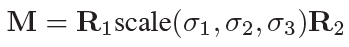 M = R₁scale(σ₁, σ₂, σ₃)R₂